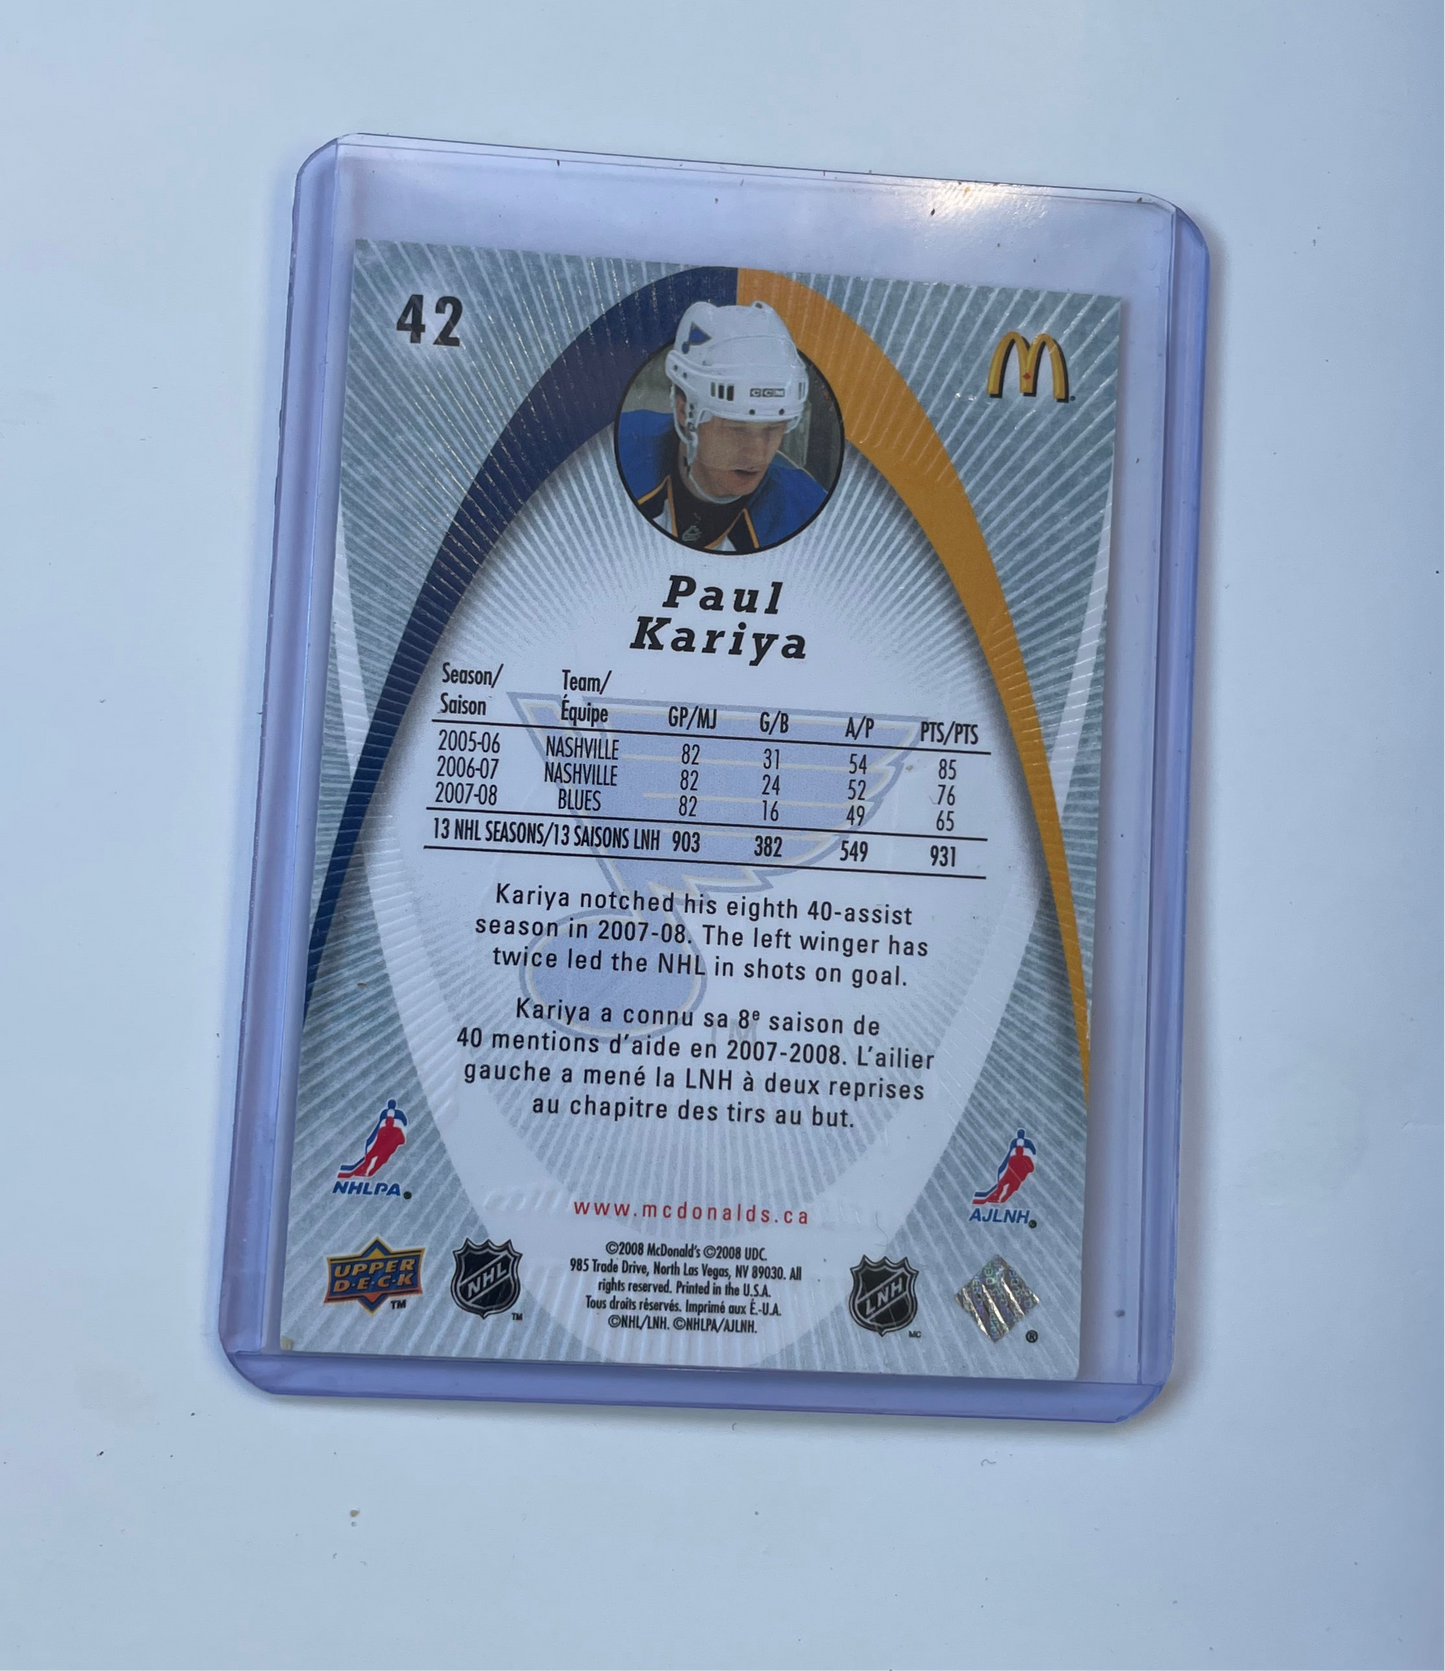 42
CCM
Paul
Kariya
Season/ Team/
Saison Équipe GP/MJ G/B A/P PTS/PTS
2005-06 NASHVILLE 82 31 54 85
2006-07 NASHVILLE 82 24 52 76
2007-08 BLUES 82 16 49 65
13 NHL SEASONS/13 SAISONS LNH 903 382 549 931
Kariya notched his eighth 40-assist
season in 2007-08. The left winger has
twice led the NHL in shots on goal.
Kariya a connu sa 8e saison de
40 mentions d'aide en 2007-2008. L'ailier
gauche a mené la LNH à deux reprises
au chapitre des tirs au but.
NHLPA®
AJLNH®
www.mcdonalds.ca
UPPER
D•E•C•K™
NHL™
©2008 McDonald's ©2008 UDC.
985 Trade Drive, North Las Vegas, NV 89030. All
rights reserved. Printed in the U.S.A.
Tous droits réservés. Imprimé aux É.-U.A.
©NHL/LNH. ©NHLPA/AJLNH.
LNH MC
®